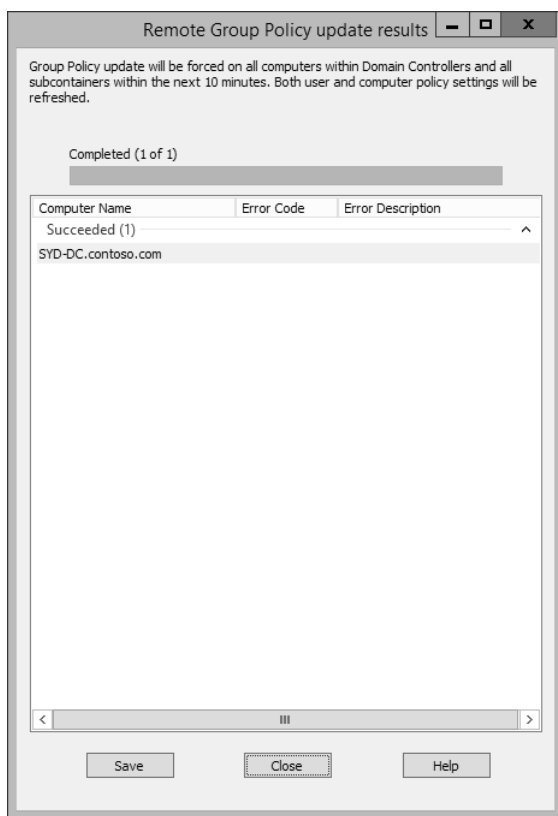 Remote Group Policy update results
Group Policy update will be forced on all computers within Domain Controllers and all
subcontainers within the next 10 minutes. Both user and computer policy settings will be
refreshed.
Completed (1 of 1)
Computer Name Error Code Error Description
Succeeded (1)
SYD-DC.contoso.com
Save Close Help